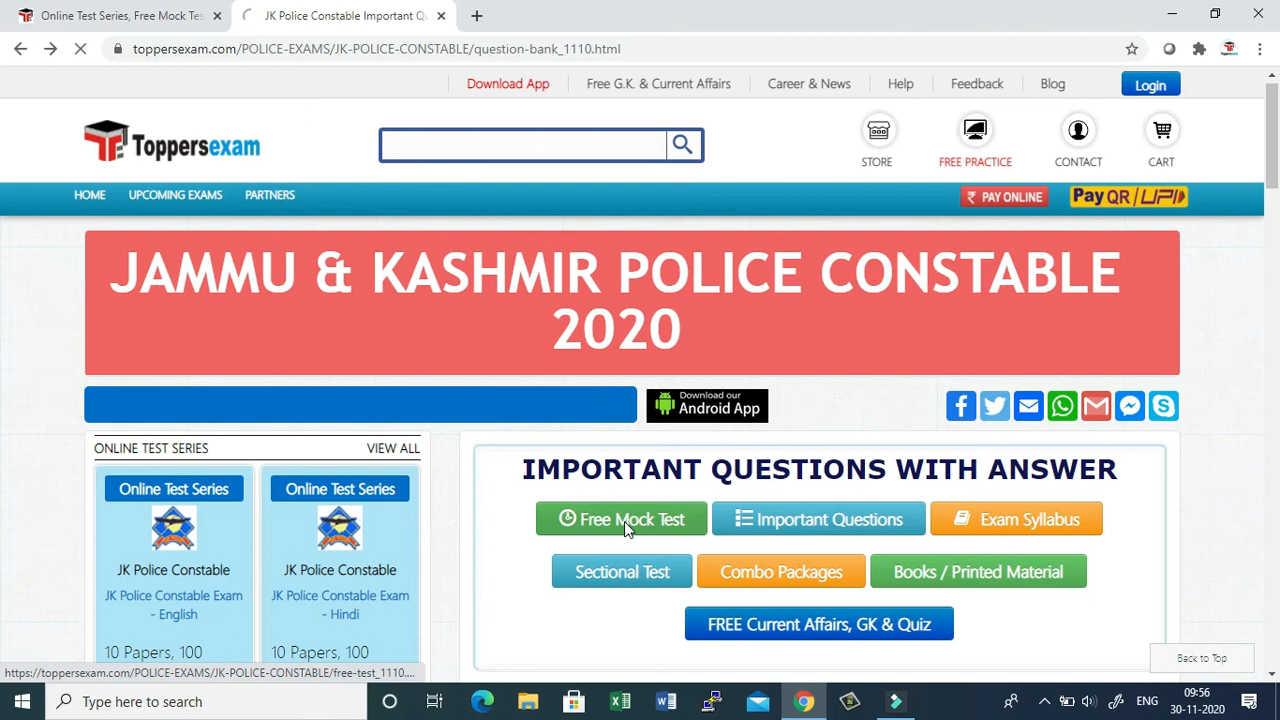 Online Test Series, Free Mock Tes
JK Police Constable Important Qu
toppersexam.com/POLICE-EXAMS/JK-POLICE-CONSTABLE/question-bank_1110.html
Download App
Free G.K. & Current Affairs
Career & News
Help
Feedback
Blog
Login
Toppersexam
STORE
FREE PRACTICE
CONTACT
CART
HOME
UPCOMING EXAMS
PARTNERS
₹ PAY ONLINE
Pay QR / UPI
JAMMU & KASHMIR POLICE CONSTABLE
2020
Download our
Android App
ONLINE TEST SERIES
VIEW ALL
Online Test Series
JK Police Constable
JK Police Constable Exam
- English
10 Papers, 100
Online Test Series
JK Police Constable
JK Police Constable Exam
- Hindi
10 Papers, 100
IMPORTANT QUESTIONS WITH ANSWER
Free Mock Test
Important Questions
Exam Syllabus
Sectional Test
Combo Packages
Books / Printed Material
FREE Current Affairs, GK & Quiz
Back to Top
https://toppersexam.com/POLICE-EXAMS/JK-POLICE-CONSTABLE/free-test_1110....
Type here to search
ENG
09:56
30-11-2020